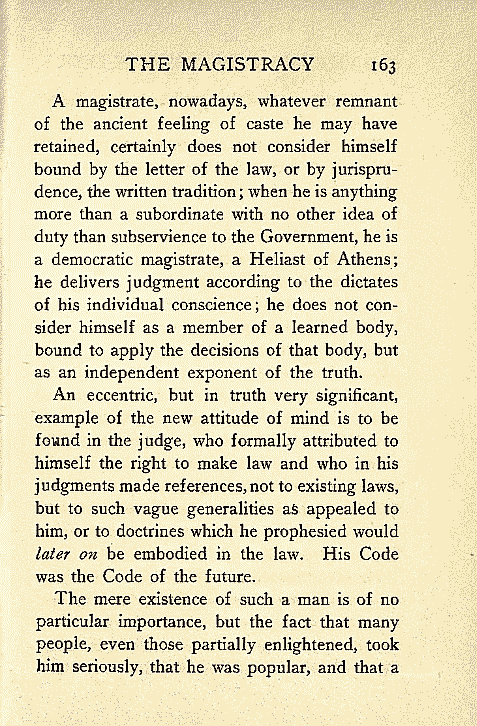 THE MAGISTRACY 163
A magistrate, nowadays, whatever remnant
of the ancient feeling of caste he may have
retained, certainly does not consider himself
bound by the letter of the law, or by jurispru-
dence, the written tradition; when he is anything
more than a subordinate with no other idea of
duty than subservience to the Government, he is
a democratic magistrate, a Heliast of Athens;
he delivers judgment according to the dictates
of his individual conscience; he does not con-
sider himself as a member of a learned body,
bound to apply the decisions of that body, but
as an independent exponent of the truth.
An eccentric, but in truth very significant,
example of the new attitude of mind is to be
found in the judge, who formally attributed to
himself the right to make law and who in his
judgments made references, not to existing laws,
but to such vague generalities as appealed to
him, or to doctrines which he prophesied would
later on be embodied in the law. His Code
was the Code of the future.
The mere existence of such a man is of no
particular importance, but the fact that many
people, even those partially enlightened, took
him seriously, that he was popular, and that a